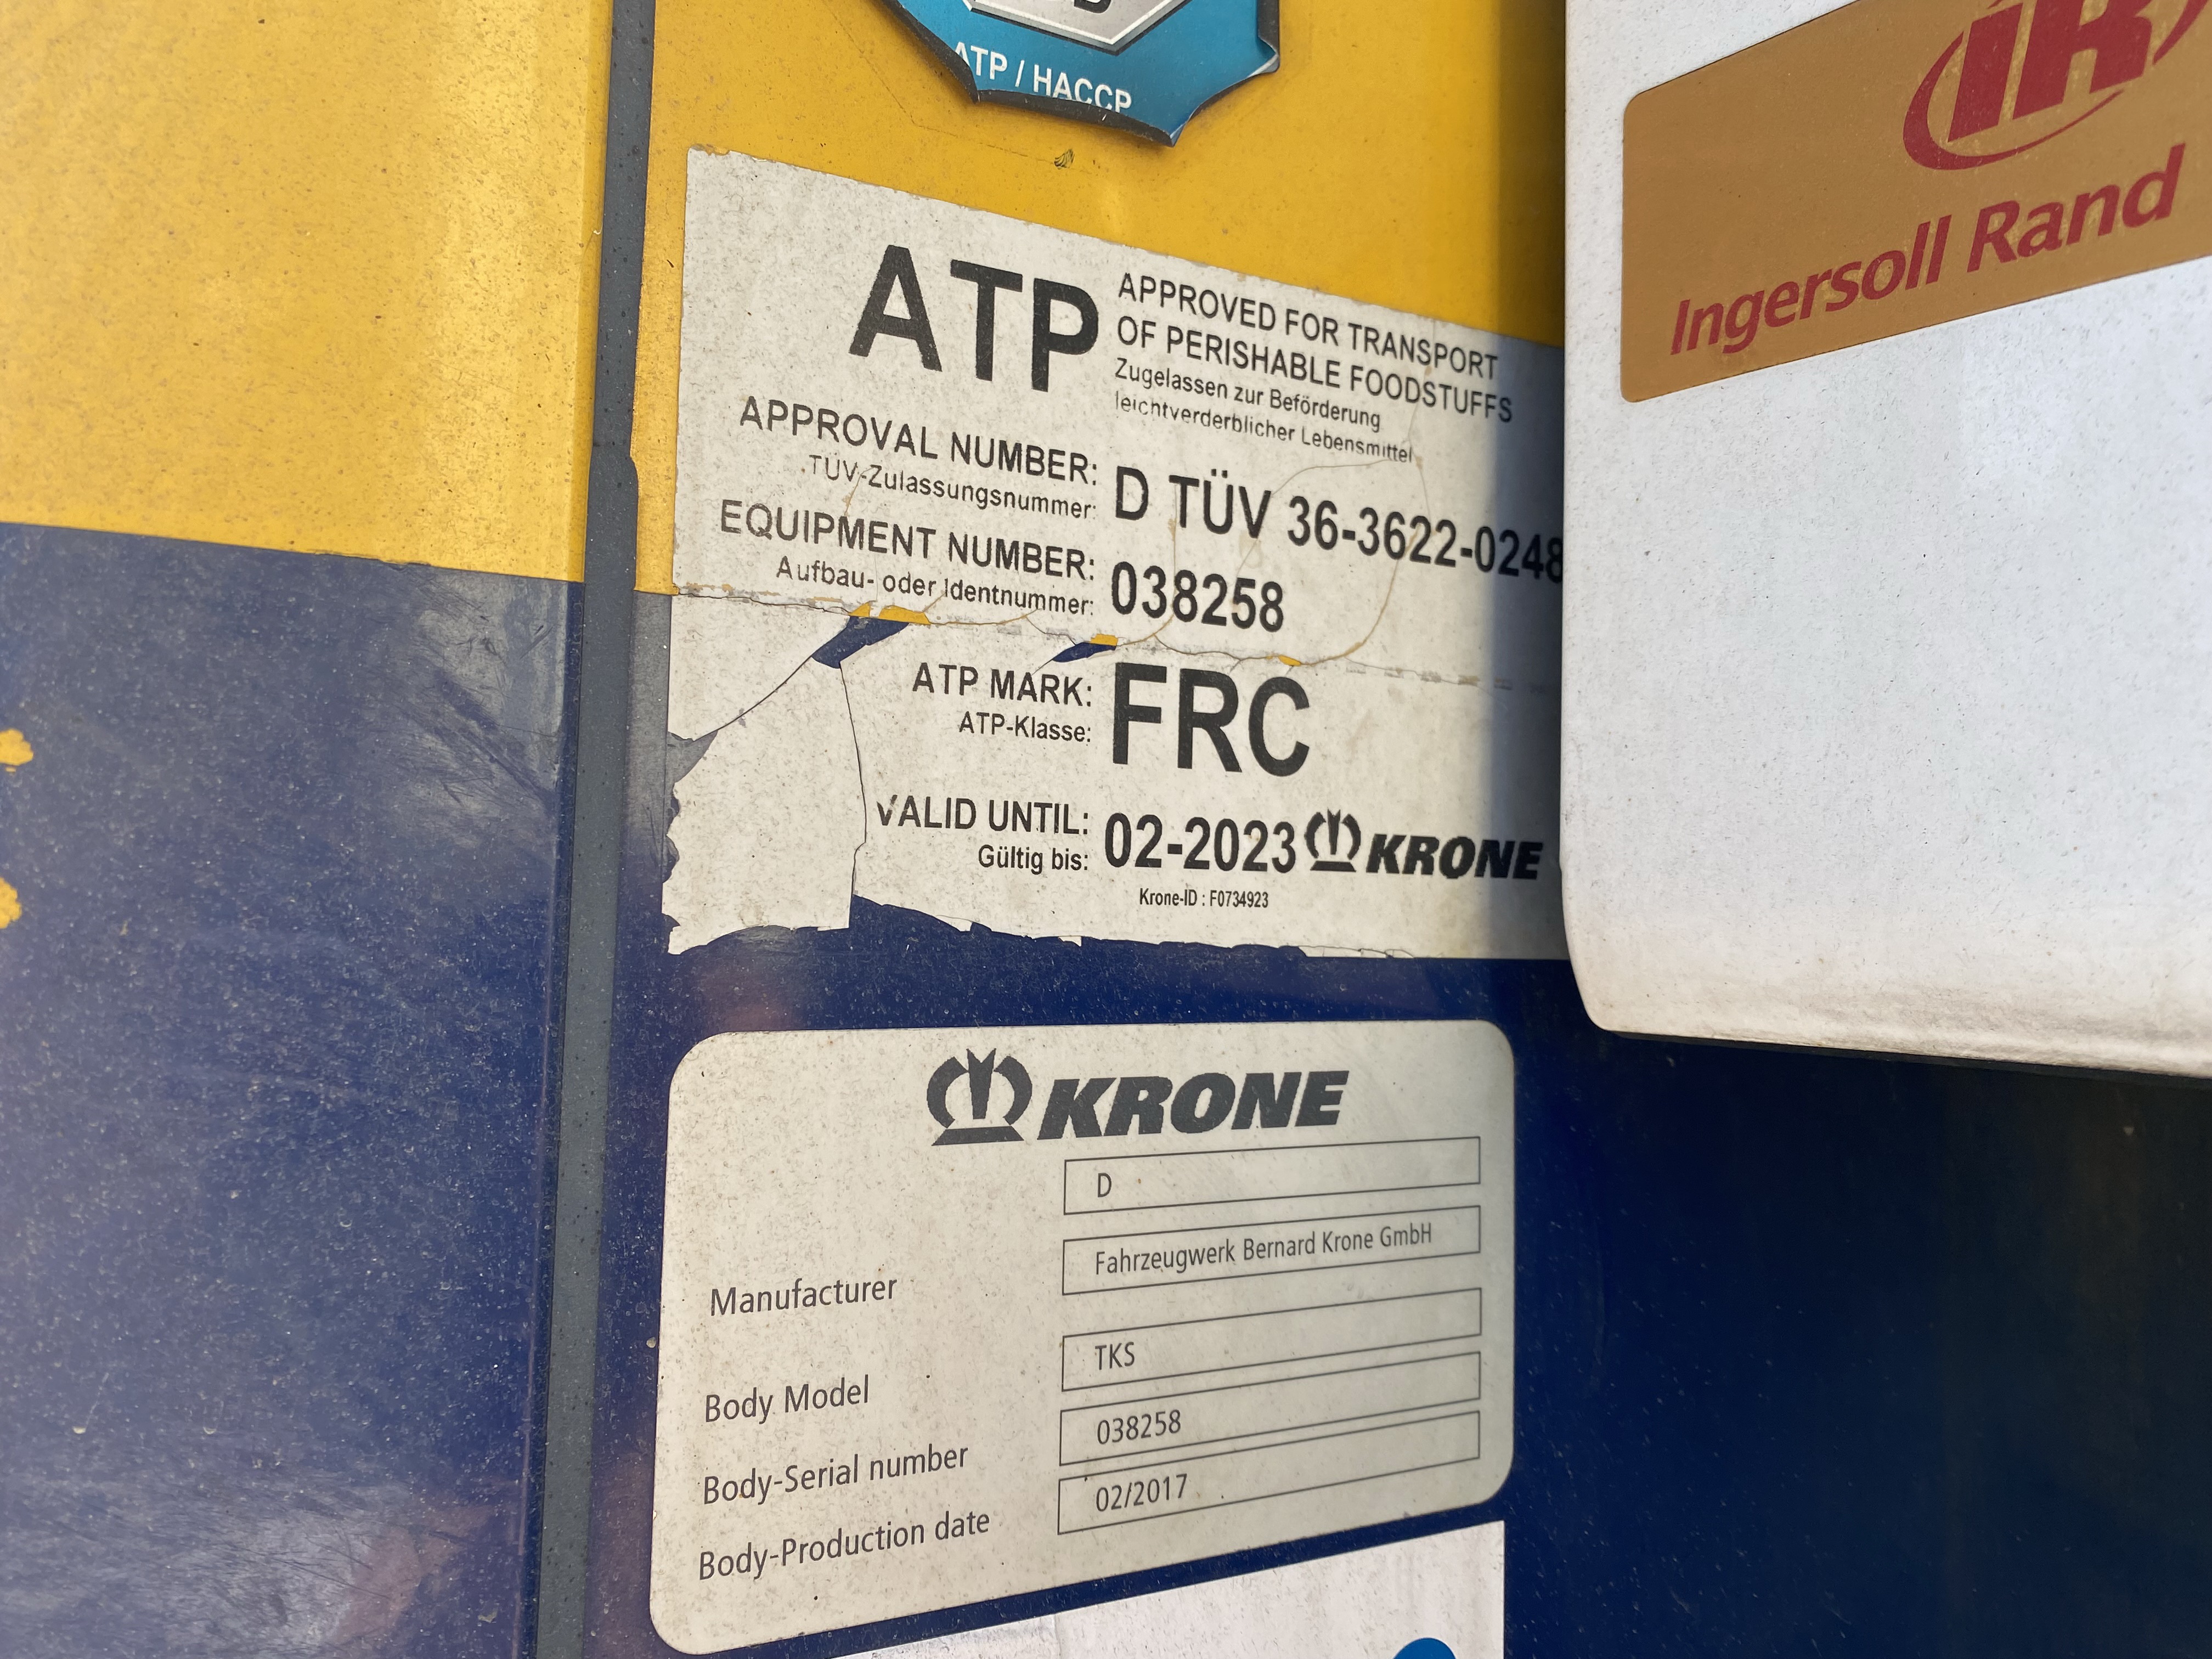 ATP / HACCP
IR
Ingersoll Rand
ATP
APPROVED FOR TRANSPORT
OF PERISHABLE FOODSTUFFS
Zugelassen zur Beförderung
leichtverderblicher Lebensmittel
APPROVAL NUMBER: D TÜV 36-3622-0248
TÜV-Zulassungsnummer:
EQUIPMENT NUMBER: 038258
Aufbau- oder Identnummer:
ATP MARK: FRC
ATP-Klasse:
VALID UNTIL: 02-2023 KRONE
Gültig bis:
Krone-ID : F0734923
KRONE
D
Manufacturer Fahrzeugwerk Bernard Krone GmbH
Body Model TKS
Body-Serial number 038258
Body-Production date 02/2017